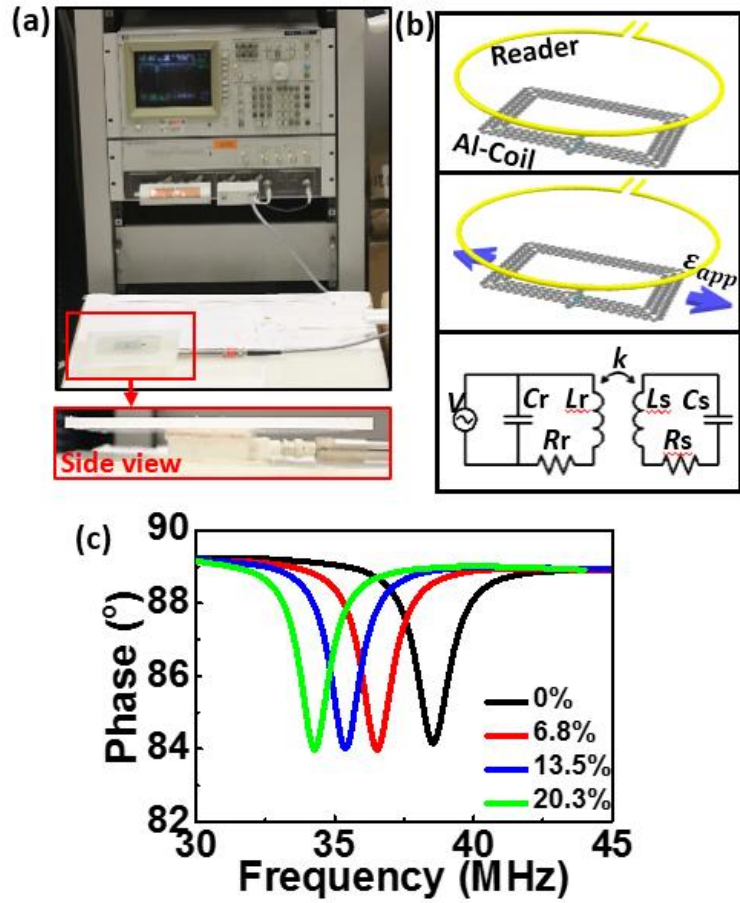 (a)
Side view
(b)
Reader
Al-Coil
εapp
k
V
Cr
Lr
Ls
Cs
Rr
Rs
(c)
Phase (°)
90
88
86
84
82
0%
6.8%
13.5%
20.3%
30
35
40
45
Frequency (MHz)